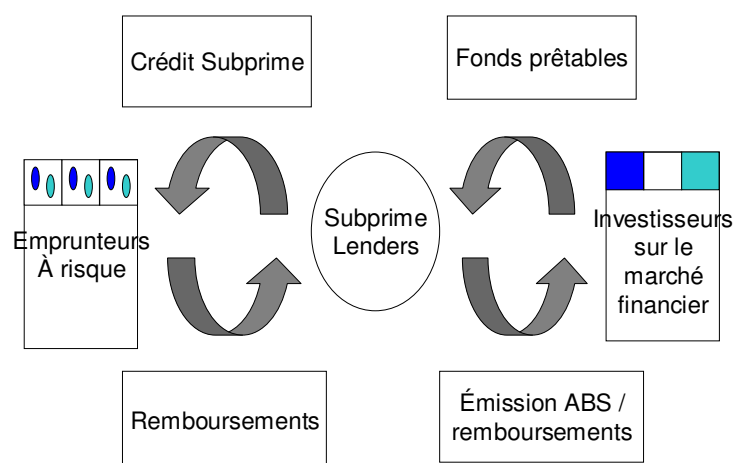 Crédit Subprime
Fonds prêtables
Emprunteurs
À risque
Subprime
Lenders
Investisseurs
sur le
marché
financier
Remboursements
Émission ABS /
remboursements